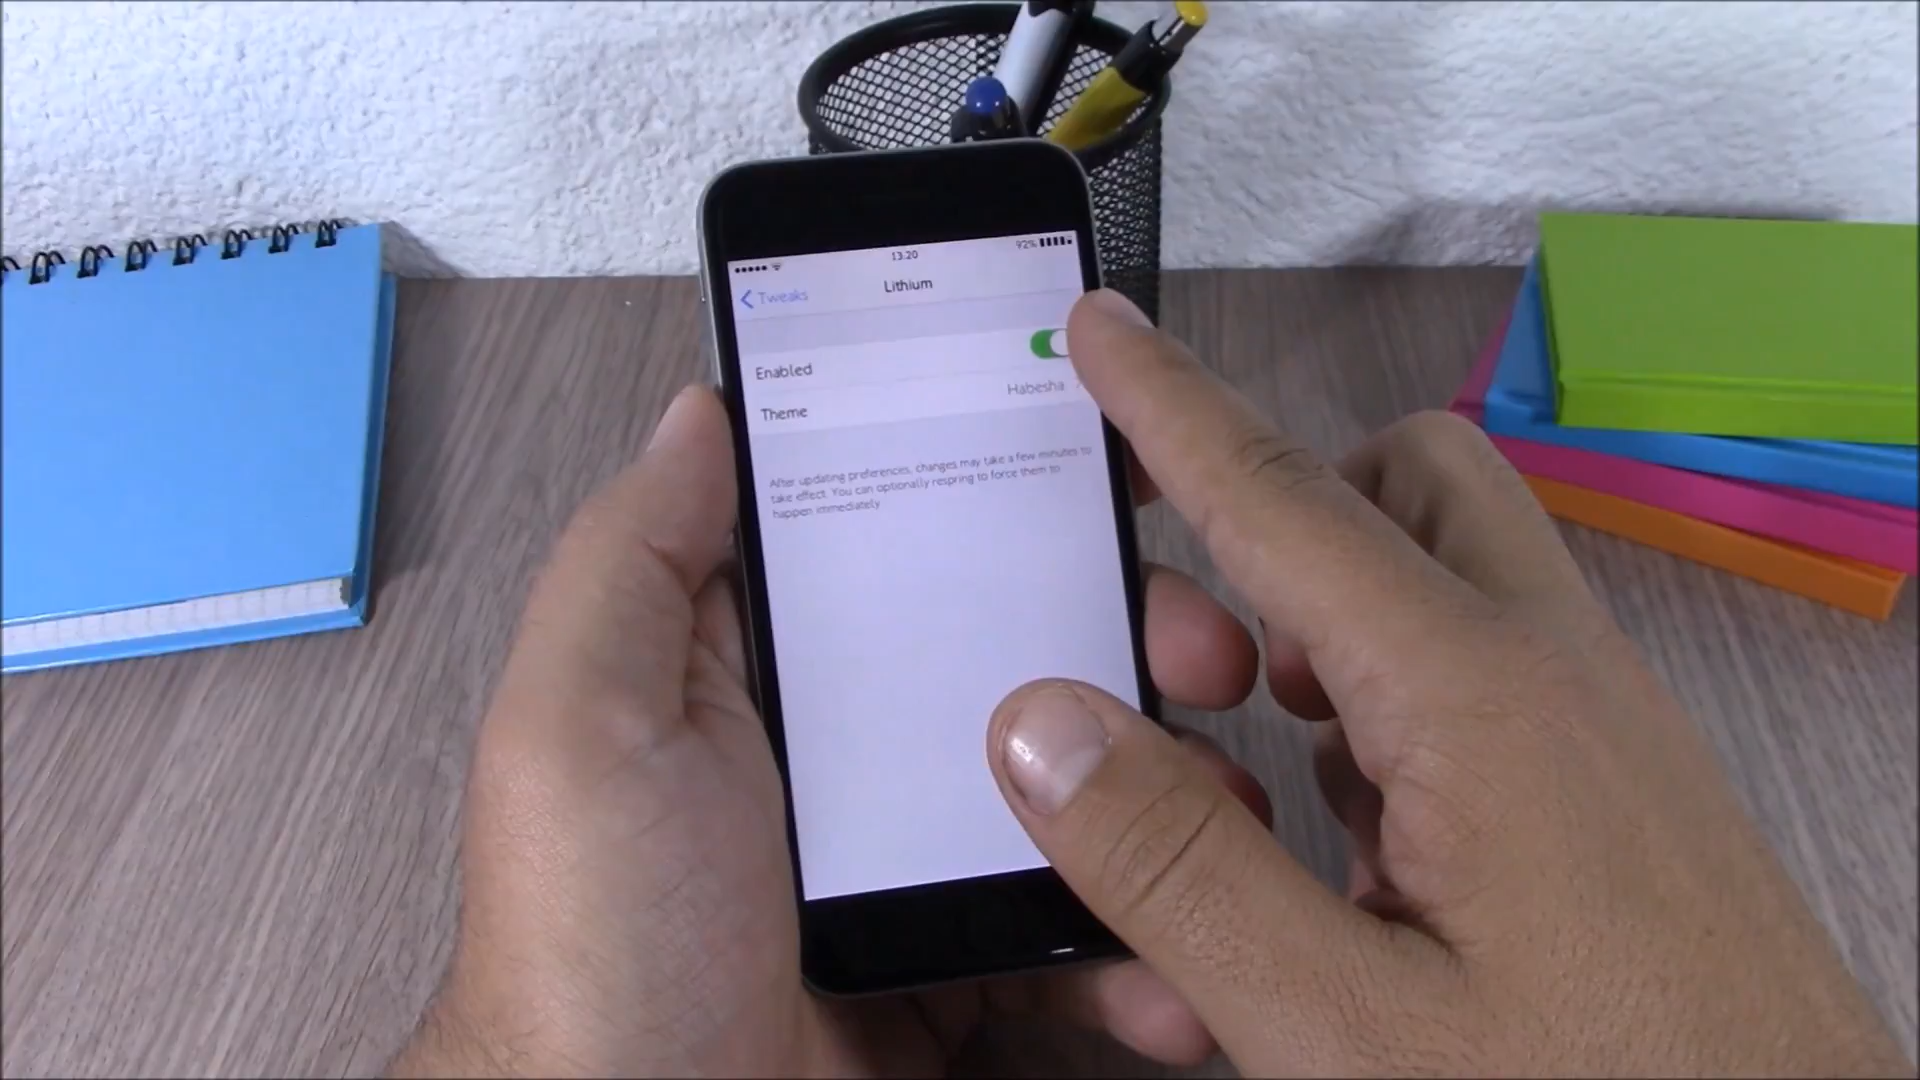 13.20
92%
Tweaks
Lithium
Enabled
Theme
Habesha
After updating preferences, changes may take a few minutes to
take effect. You can optionally respring to force them to
happen immediately